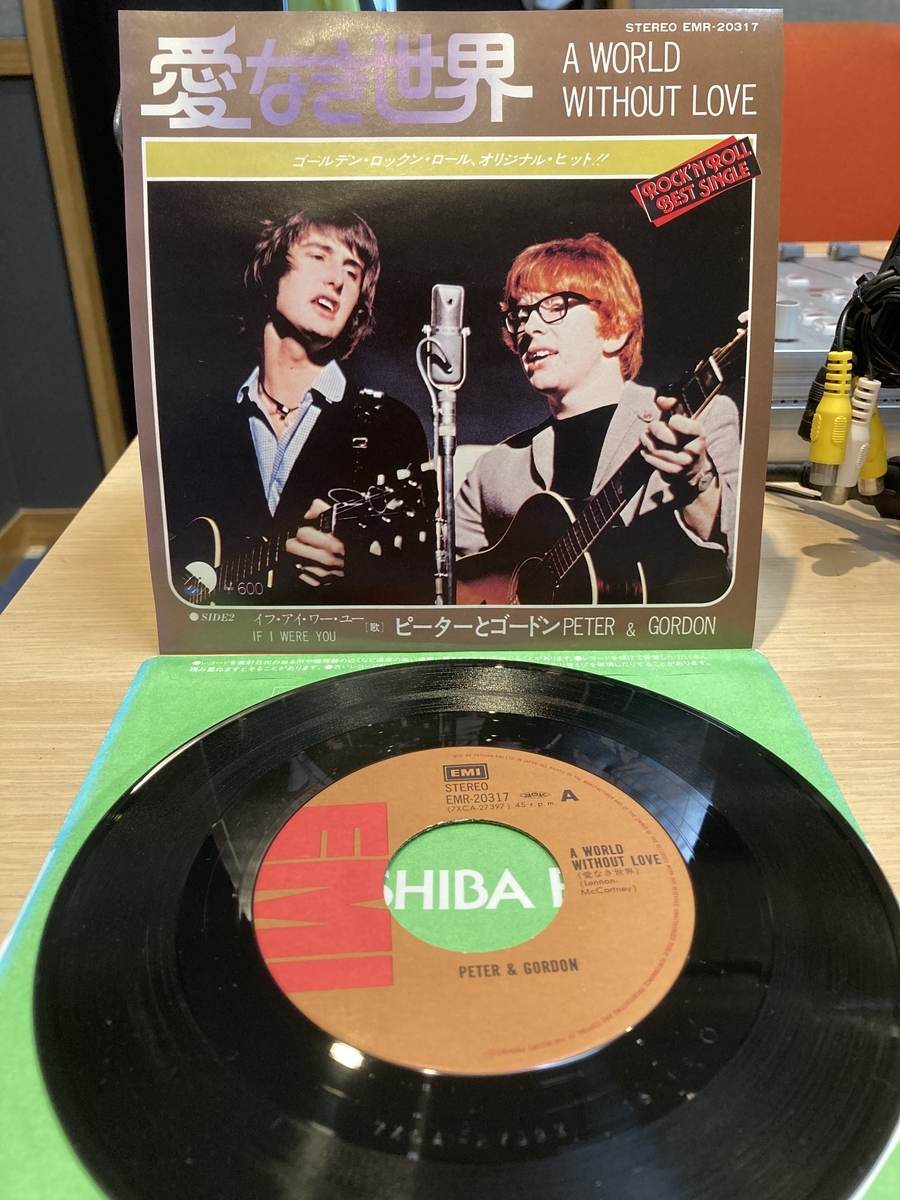 STEREO EMR-20317
愛なき世界
A WORLD
WITHOUT LOVE
ゴールデン・ロックン・ロール、オリジナル・ヒット!!
ROCK'N ROLL
BEST SINGLE
¥600
●SIDE2
イフ・アイ・ワー・ユー
IF I WERE YOU
[歌]
ピーターとゴードン PETER & GORDON
EMI
STEREO
EMR-20317
(7XCA-27397) 45 r.p.m.
A
A WORLD
WITHOUT LOVE
(愛なき世界)
(Lennon-
McCartney)
EMI
SHIBA
PETER & GORDON